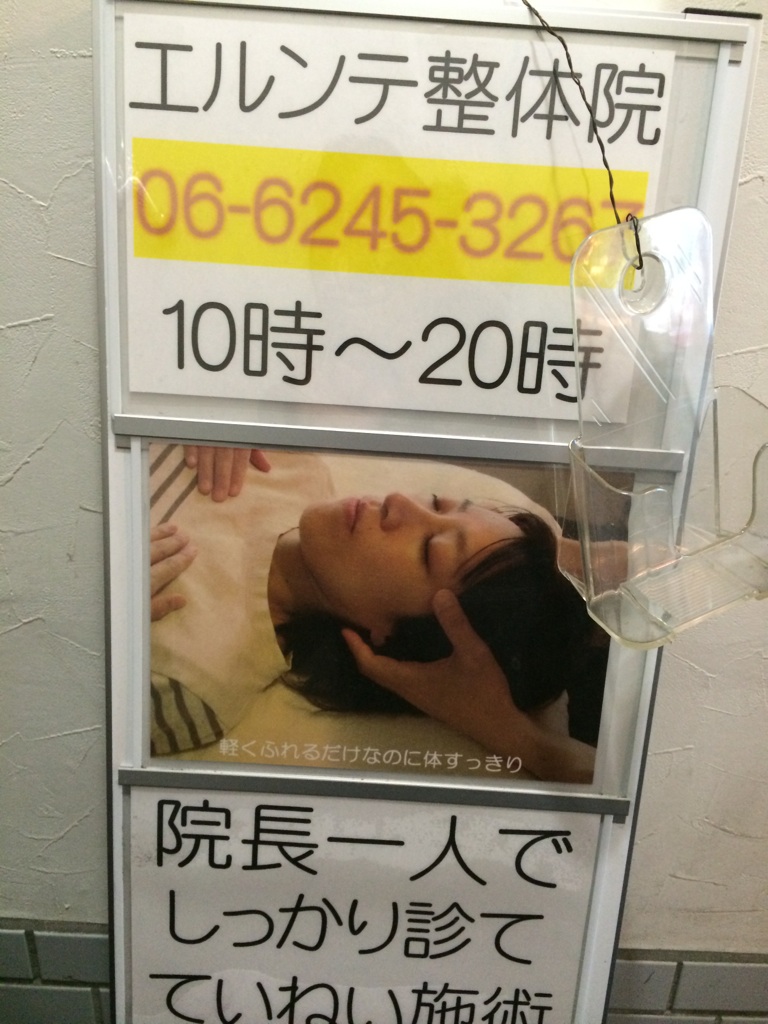 エルンテ整体院
06-6245-3267
10時～20時
軽くふれるだけなのに体すっきり
院長一人で
しっかり診て
ていねい施術